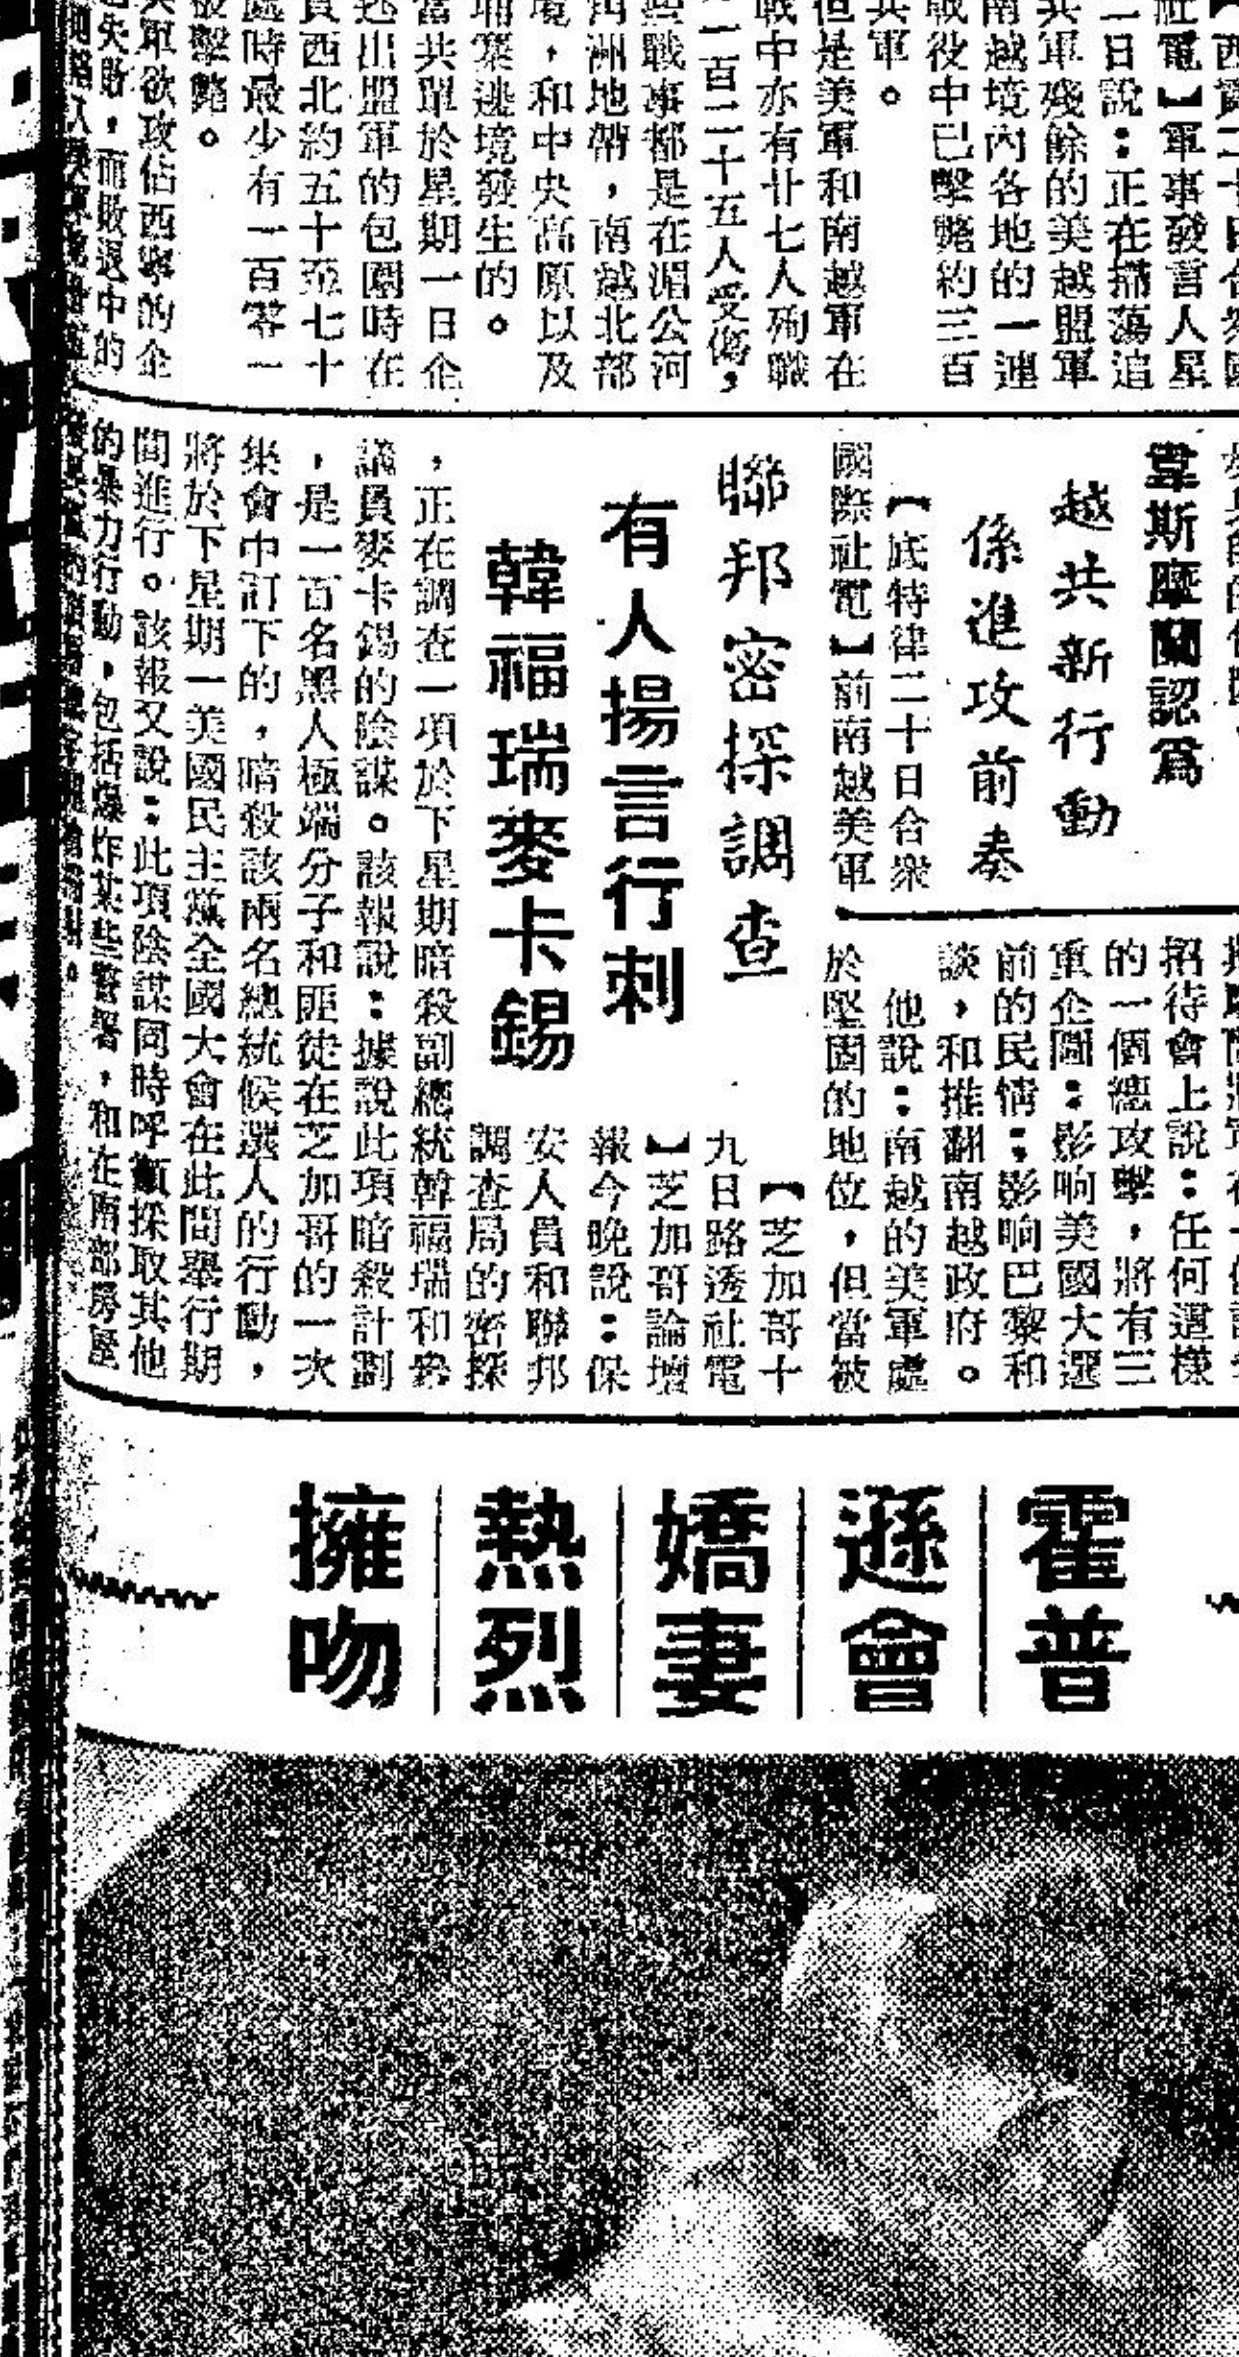 【西貢二十日合眾國
社電】軍事發言人星
一日說：正在掃蕩追
共軍殘餘的美越盟軍
南越境內各地的一連
戰役中已擊斃約三百
共軍。
但是美軍和南越軍在
戰中亦有廿七人殉職
一百二十五人受傷，
些戰事都是在湄公河
角洲地帶，南越北部
境，和中央高原以及
埔寨邊境發生的。
當共軍於星期一日企
逃出盟軍的包圍時在
貢西北約五十至七十
處時最少有一百零一
被擊斃。
共軍欲攻佔西寧的企
失敗，而敗退中的
韋斯摩蘭認爲
越共新行動
係進攻前奏
【底特律二十日合衆
國際社電】前南越美軍
招待會上說：任何這樣
的一個總攻擊，將有三
重企圖：影响美國大選
前的民情；影响巴黎和
談，和推翻南越政府。
他說：南越的美軍處
於堅固的地位，但當被
聯邦密探調查
有人揚言行刺
韓福瑞麥卡錫
【芝加哥十
九日路透社電
】芝加哥論壇
報今晚說：保
安人員和聯邦
調查局的密探
，正在調查一項於下星期暗殺副總統韓福瑞和參
議員麥卡錫的陰謀。該報說：據說此項暗殺計劃
，是一百名黑人極端分子和匪徒在芝加哥的一次
集會中訂下的，暗殺該兩名總統候選人的行動，
將於下星期一美國民主黨全國大會在此間舉行期
間進行。該報又說：此項陰謀同時呼籲採取其他
的暴力行動，包括爆炸某些警署，和在南部房屋
霍普
遜會
嬌妻
熱烈
擁吻